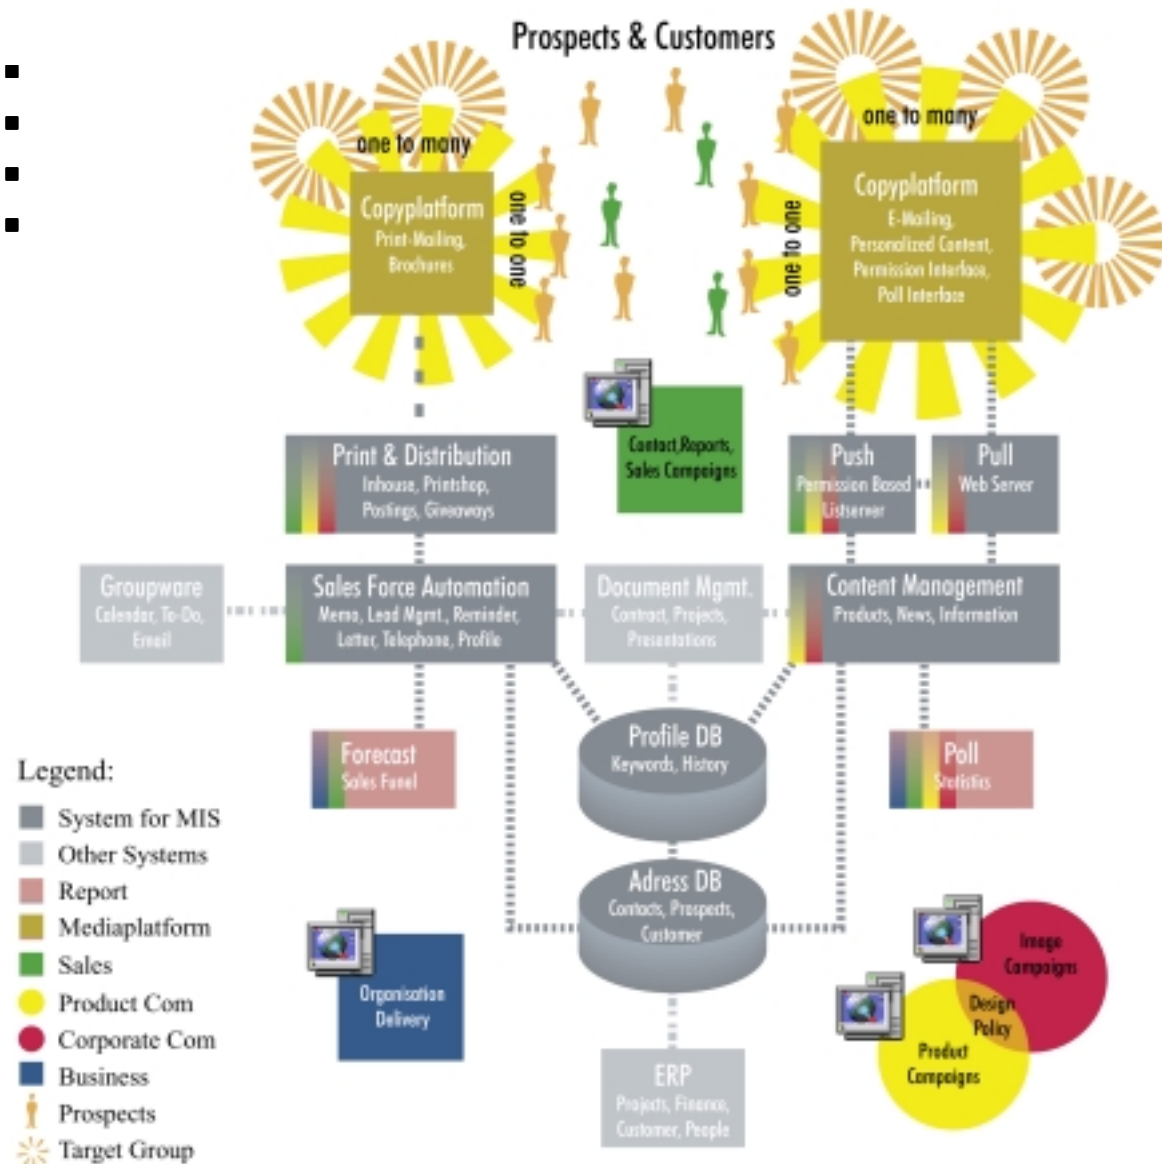 Prospects & Customers
one to many
Copyplatform
Print-Mailing,
Brochures
one to one
one to many
Copyplatform
E-Mailing,
Personalized Content,
Permission Interface,
Poll Interface
one to one
Contact,Reports,
Sales Campaigns
Print & Distribution
Inhouse, Printshop,
Postings, Giveaways
Push
Permission Based
Listserver
Pull
Web Server
Groupware
Calendar, To-Do,
Email
Sales Force Automation
Memo, Lead Mgmt., Reminder,
Letter, Telephone, Profile
Document Mgmt.
Contract, Projects,
Presentations
Content Management
Products, News, Information
Forecast
Sales Funel
Profile DB
Keywords, History
Poll
Statistics
Adress DB
Contacts, Prospects,
Customer
Organisation
Delivery
ERP
Projects, Finance,
Customer, People
Image
Campaigns
Design
Policy
Product
Campaigns
Legend:
System for MIS
Other Systems
Report
Mediaplatform
Sales
Product Com
Corporate Com
Business
Prospects
Target Group